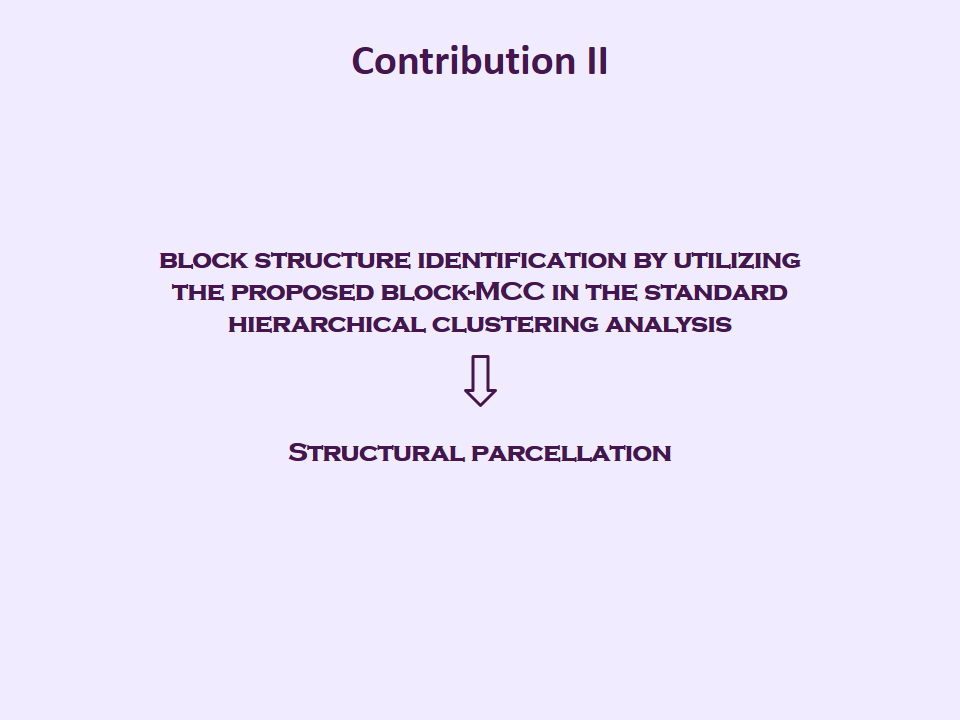 Contribution II
block structure identification by utilizing
the proposed block-MCC in the standard
hierarchical clustering analysis
Structural parcellation